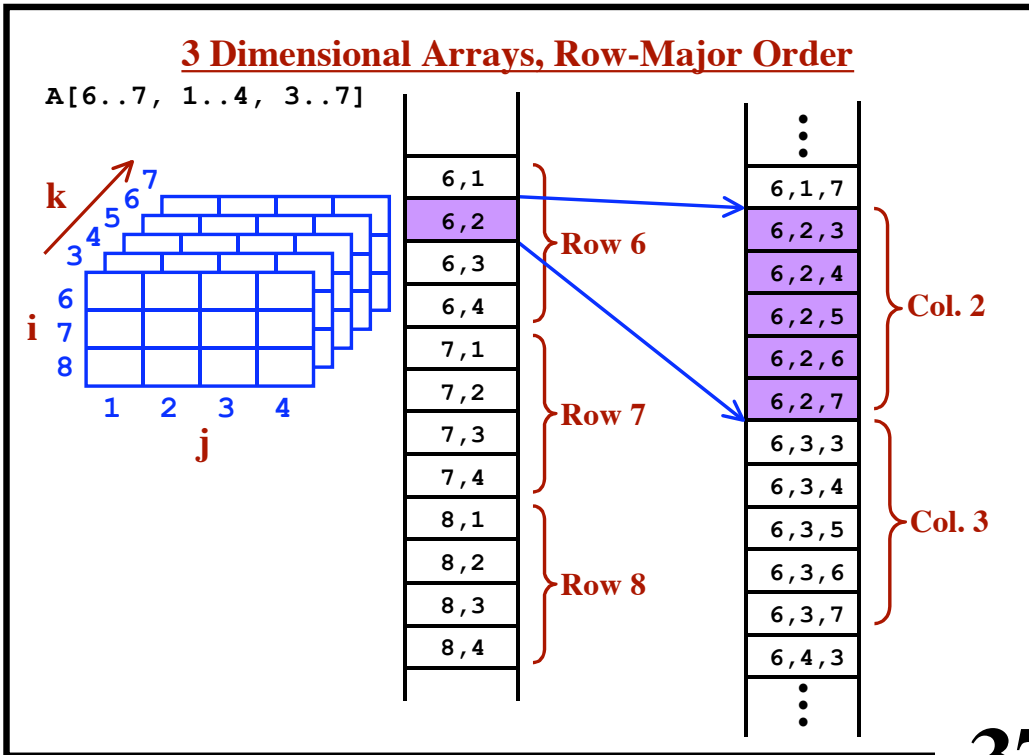 3 Dimensional Arrays, Row-Major Order
A[6..7, 1..4, 3..7]
k
3
4
5
6
7
i
6
7
8
1 2 3 4
j
6,1
6,2
6,3
6,4
7,1
7,2
7,3
7,4
8,1
8,2
8,3
8,4
Row 6
Row 7
Row 8
6,1,7
6,2,3
6,2,4
6,2,5
6,2,6
6,2,7
6,3,3
6,3,4
6,3,5
6,3,6
6,3,7
6,4,3
Col. 2
Col. 3